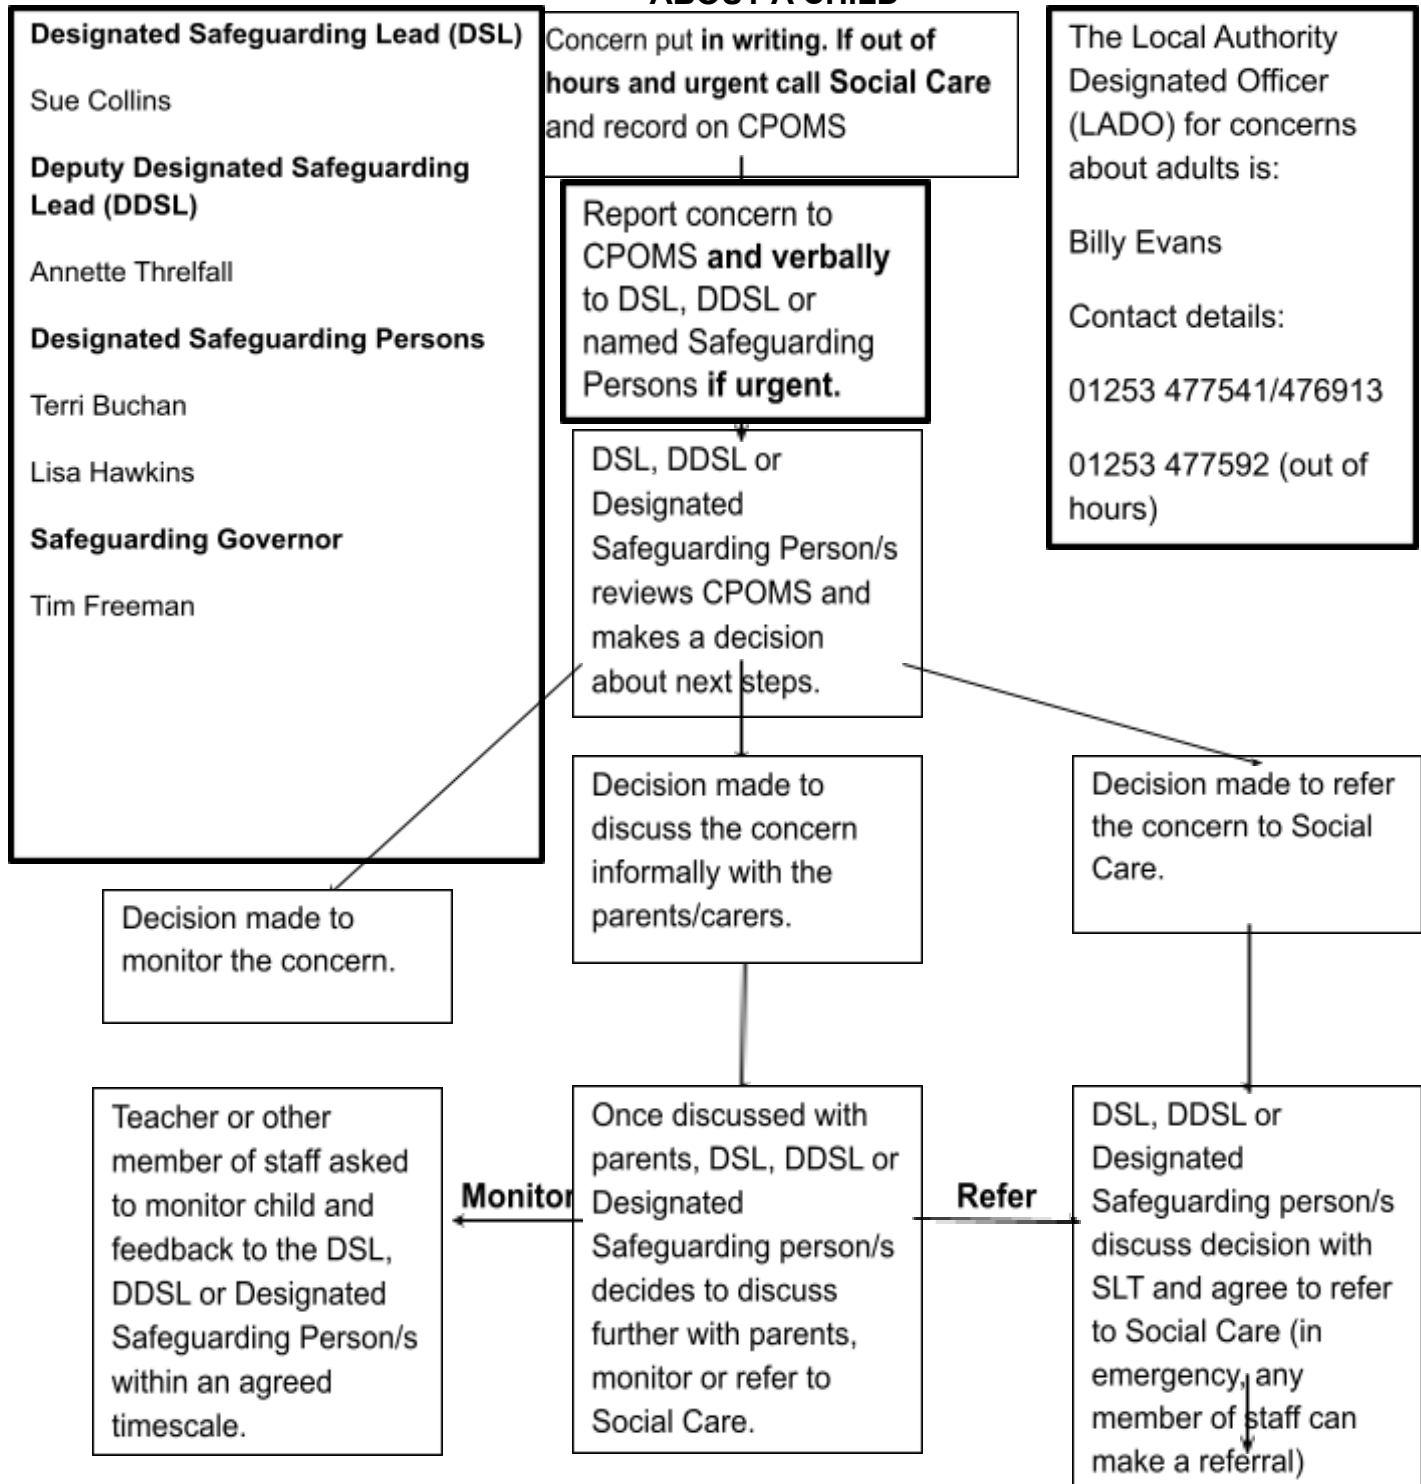 ABOUT A CHILD
Designated Safeguarding Lead (DSL)
Sue Collins
Deputy Designated Safeguarding
Lead (DDSL)
Annette Threlfall
Designated Safeguarding Persons
Terri Buchan
Lisa Hawkins
Safeguarding Governor
Tim Freeman
Concern put in writing. If out of
hours and urgent call Social Care
and record on CPOMS
The Local Authority
Designated Officer
(LADO) for concerns
about adults is:
Billy Evans
Contact details:
01253 477541/476913
01253 477592 (out of
hours)
Report concern to
CPOMS and verbally
to DSL, DDSL or
named Safeguarding
Persons if urgent.
DSL, DDSL or
Designated
Safeguarding Person/s
reviews CPOMS and
makes a decision
about next steps.
Decision made to
monitor the concern.
Decision made to
discuss the concern
informally with the
parents/carers.
Decision made to refer
the concern to Social
Care.
Teacher or other
member of staff asked
to monitor child and
feedback to the DSL,
DDSL or Designated
Safeguarding Person/s
within an agreed
timescale.
Monitor
Once discussed with
parents, DSL, DDSL or
Designated
Safeguarding person/s
decides to discuss
further with parents,
monitor or refer to
Social Care.
Refer
DSL, DDSL or
Designated
Safeguarding person/s
discuss decision with
SLT and agree to refer
to Social Care (in
emergency, any
member of staff can
make a referral)